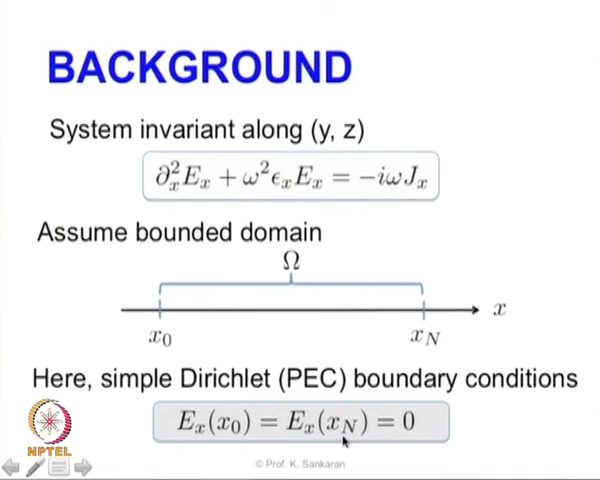 BACKGROUND
System invariant along (y, z)
∂²ₓEₓ + ω²ϵₓEₓ = −iωJₓ
Assume bounded domain
Ω
x
x₀ x_N
Here, simple Dirichlet (PEC) boundary conditions
Eₓ(x₀) = Eₓ(x_N) = 0
NPTEL
© Prof. K. Sankaran